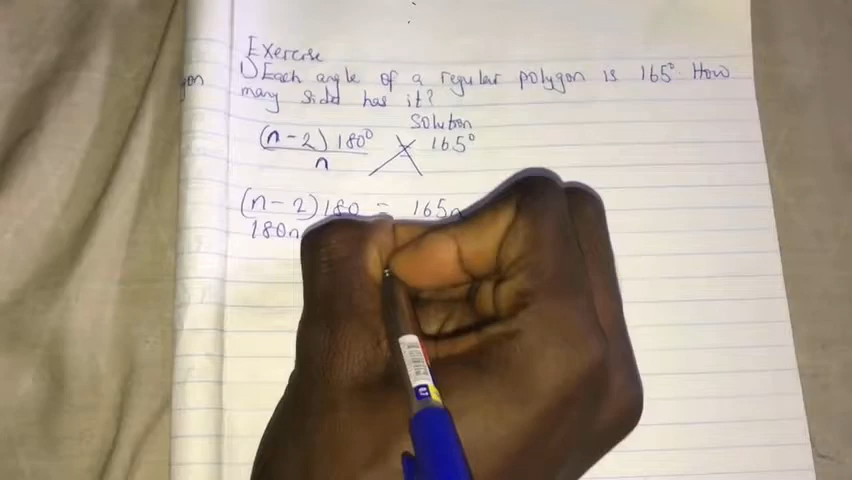 Exercise
1) Each angle of a regular polygon is 165° How
many sides has it?
Solution
(n - 2) 180° = 165°
n
(n - 2) 180 = 165n
180n